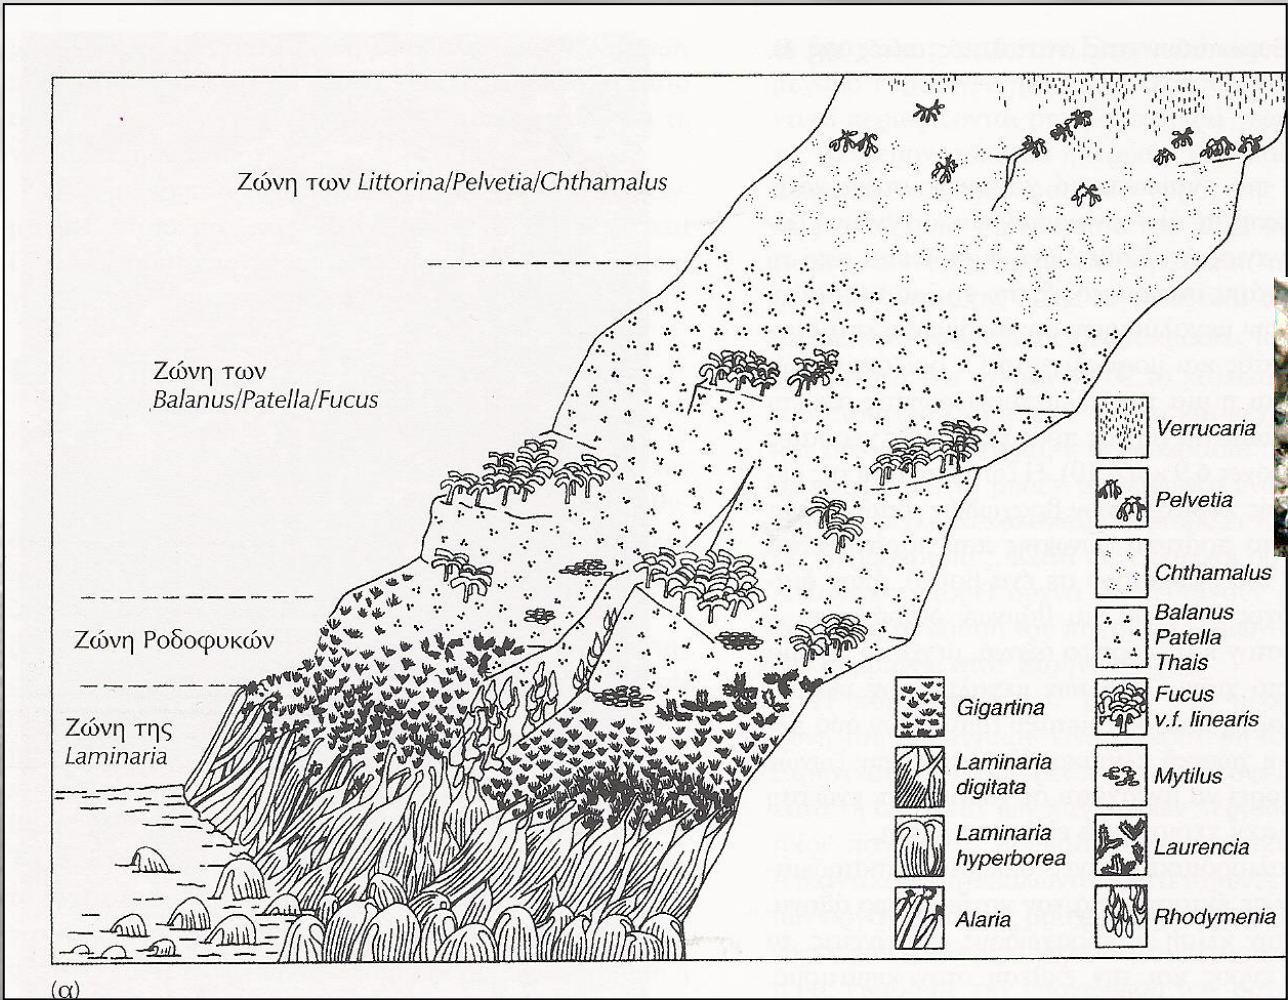 Ζώνη των Littorina/Pelvetia/Chthamalus
Ζώνη των
Balanus/Patella/Fucus
Ζώνη Ροδοφυκών
Ζώνη της
Laminaria
Verrucaria
Pelvetia
Chthamalus
Balanus
Patella
Thais
Fucus
v.f. linearis
Mytilus
Laurencia
Rhodymenia
Gigartina
Laminaria
digitata
Laminaria
hyperborea
Alaria
(α)